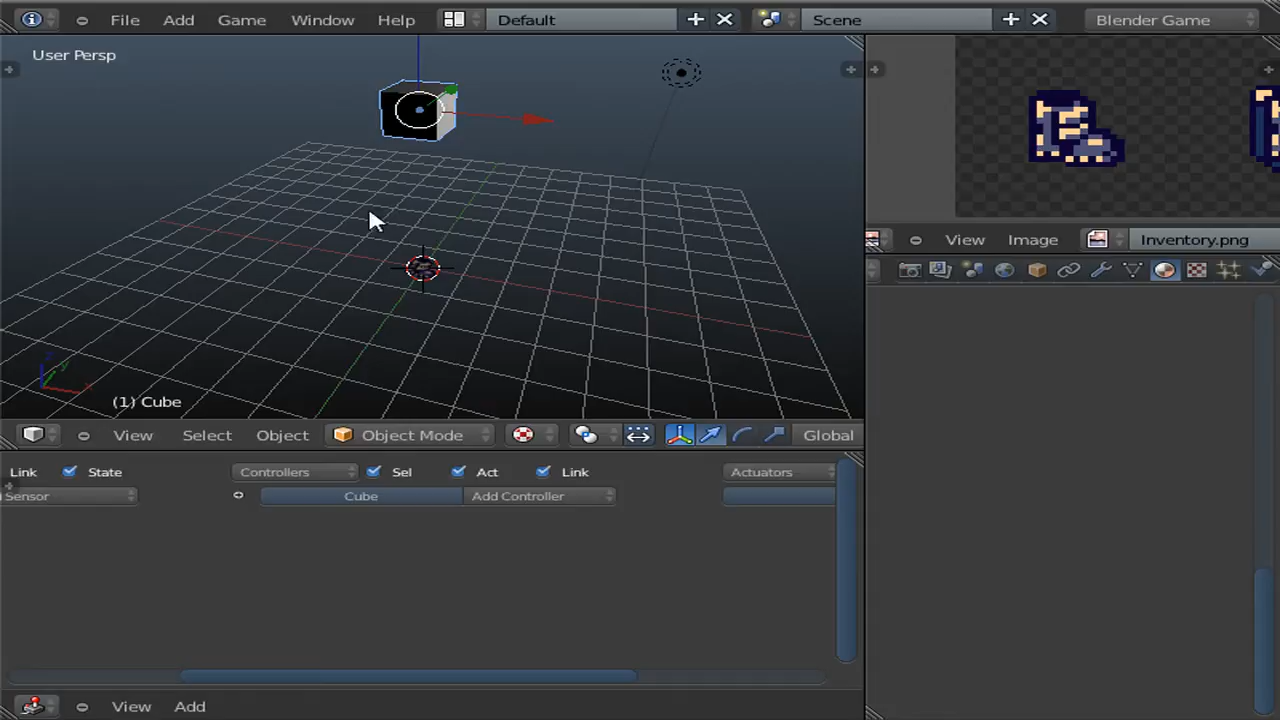 File Add Game Window Help Default Scene Blender Game
User Persp
(1) Cube
View Image Inventory.png
View Select Object Object Mode Global
Link State Controllers Sel Act Link Actuators
Sensor Cube Add Controller
View Add